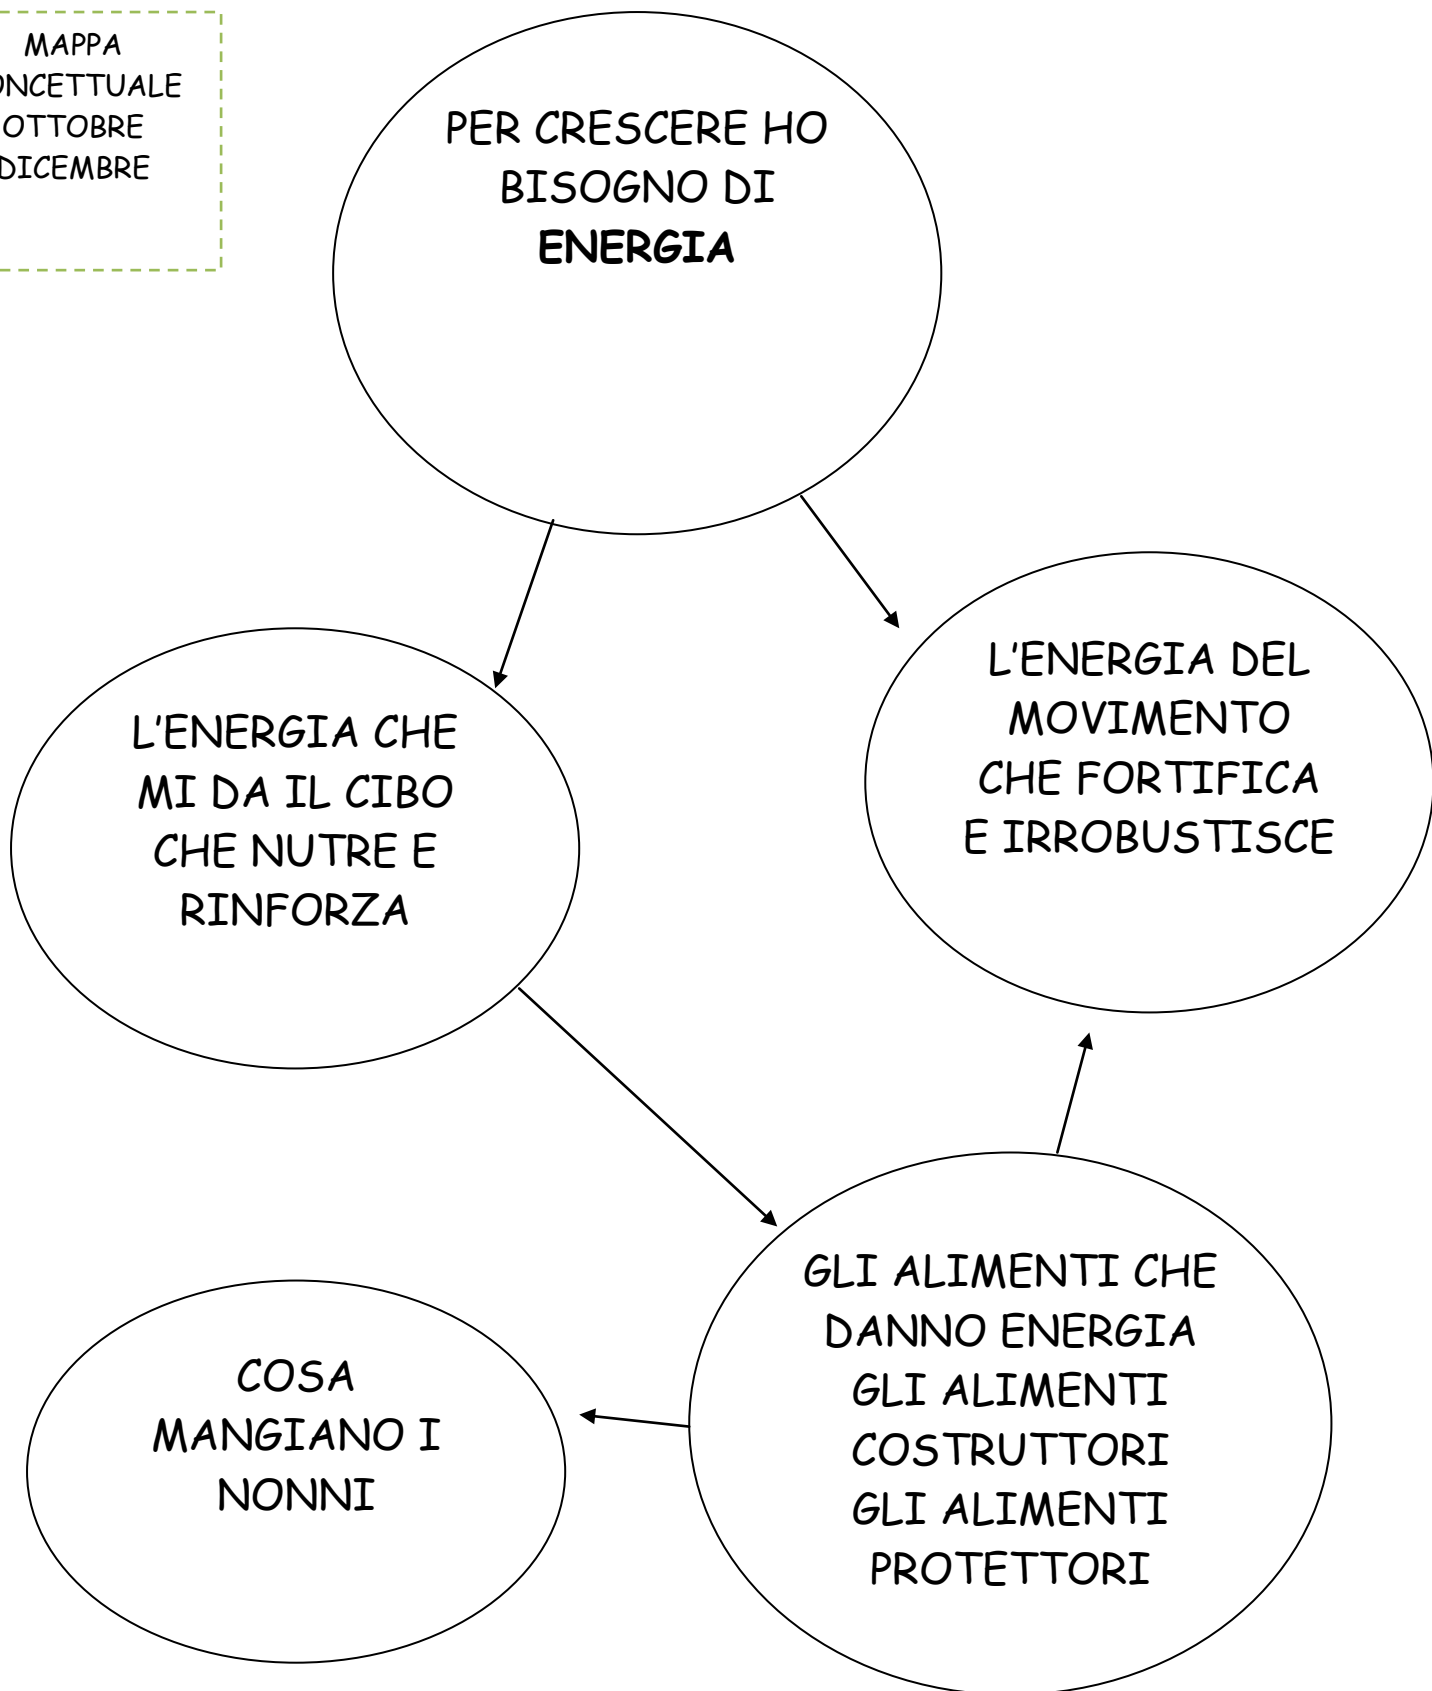 MAPPA
ONCETTUALE
OTTOBRE
DICEMBRE
PER CRESCERE HO
BISOGNO DI
ENERGIA
L'ENERGIA DEL
MOVIMENTO
CHE FORTIFICA
E IRROBUSTISCE
L'ENERGIA CHE
MI DA IL CIBO
CHE NUTRE E
RINFORZA
GLI ALIMENTI CHE
DANNO ENERGIA
GLI ALIMENTI
COSTRUTTORI
GLI ALIMENTI
PROTETTORI
COSA
MANGIANO I
NONNI